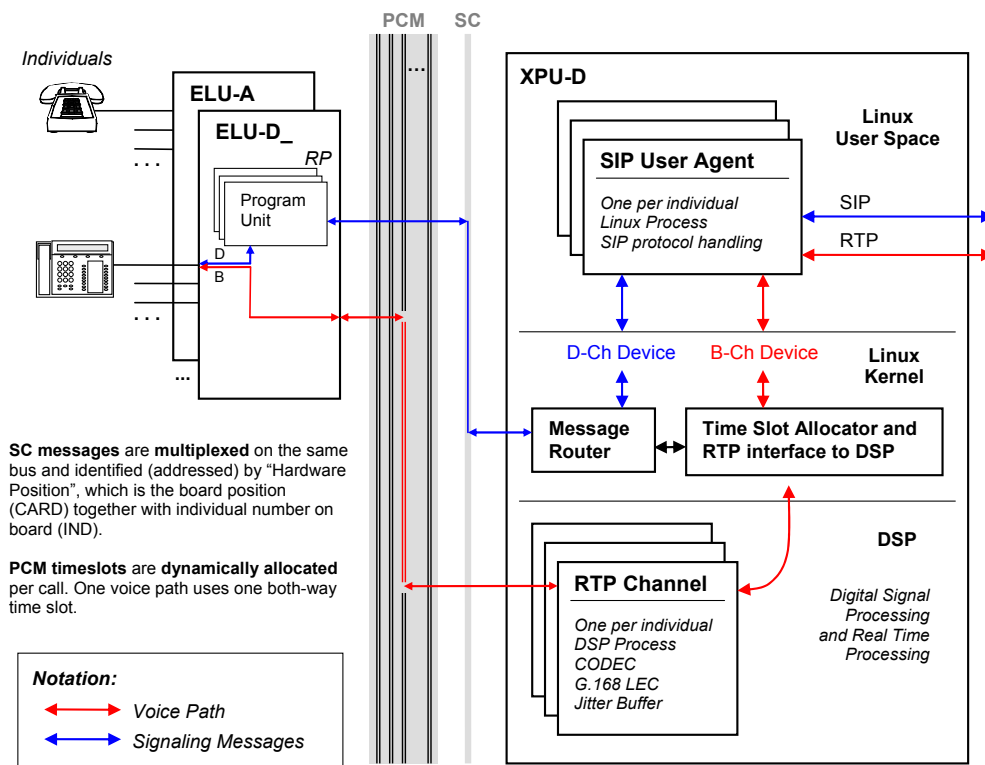 PCM
SC
Individuals
ELU-A
ELU-D_
RP
Program
Unit
D
B
. . .
. . .
...
...
XPU-D
Linux
User Space
SIP User Agent
One per individual
Linux Process
SIP protocol handling
SIP
RTP
D-Ch Device
B-Ch Device
Linux
Kernel
Message
Router
Time Slot Allocator and
RTP interface to DSP
DSP
RTP Channel
One per individual
DSP Process
CODEC
G.168 LEC
Jitter Buffer
Digital Signal
Processing
and Real Time
Processing
SC messages are multiplexed on the same
bus and identified (addressed) by “Hardware
Position”, which is the board position
(CARD) together with individual number on
board (IND).
PCM timeslots are dynamically allocated
per call. One voice path uses one both-way
time slot.
Notation:
Voice Path
Signaling Messages